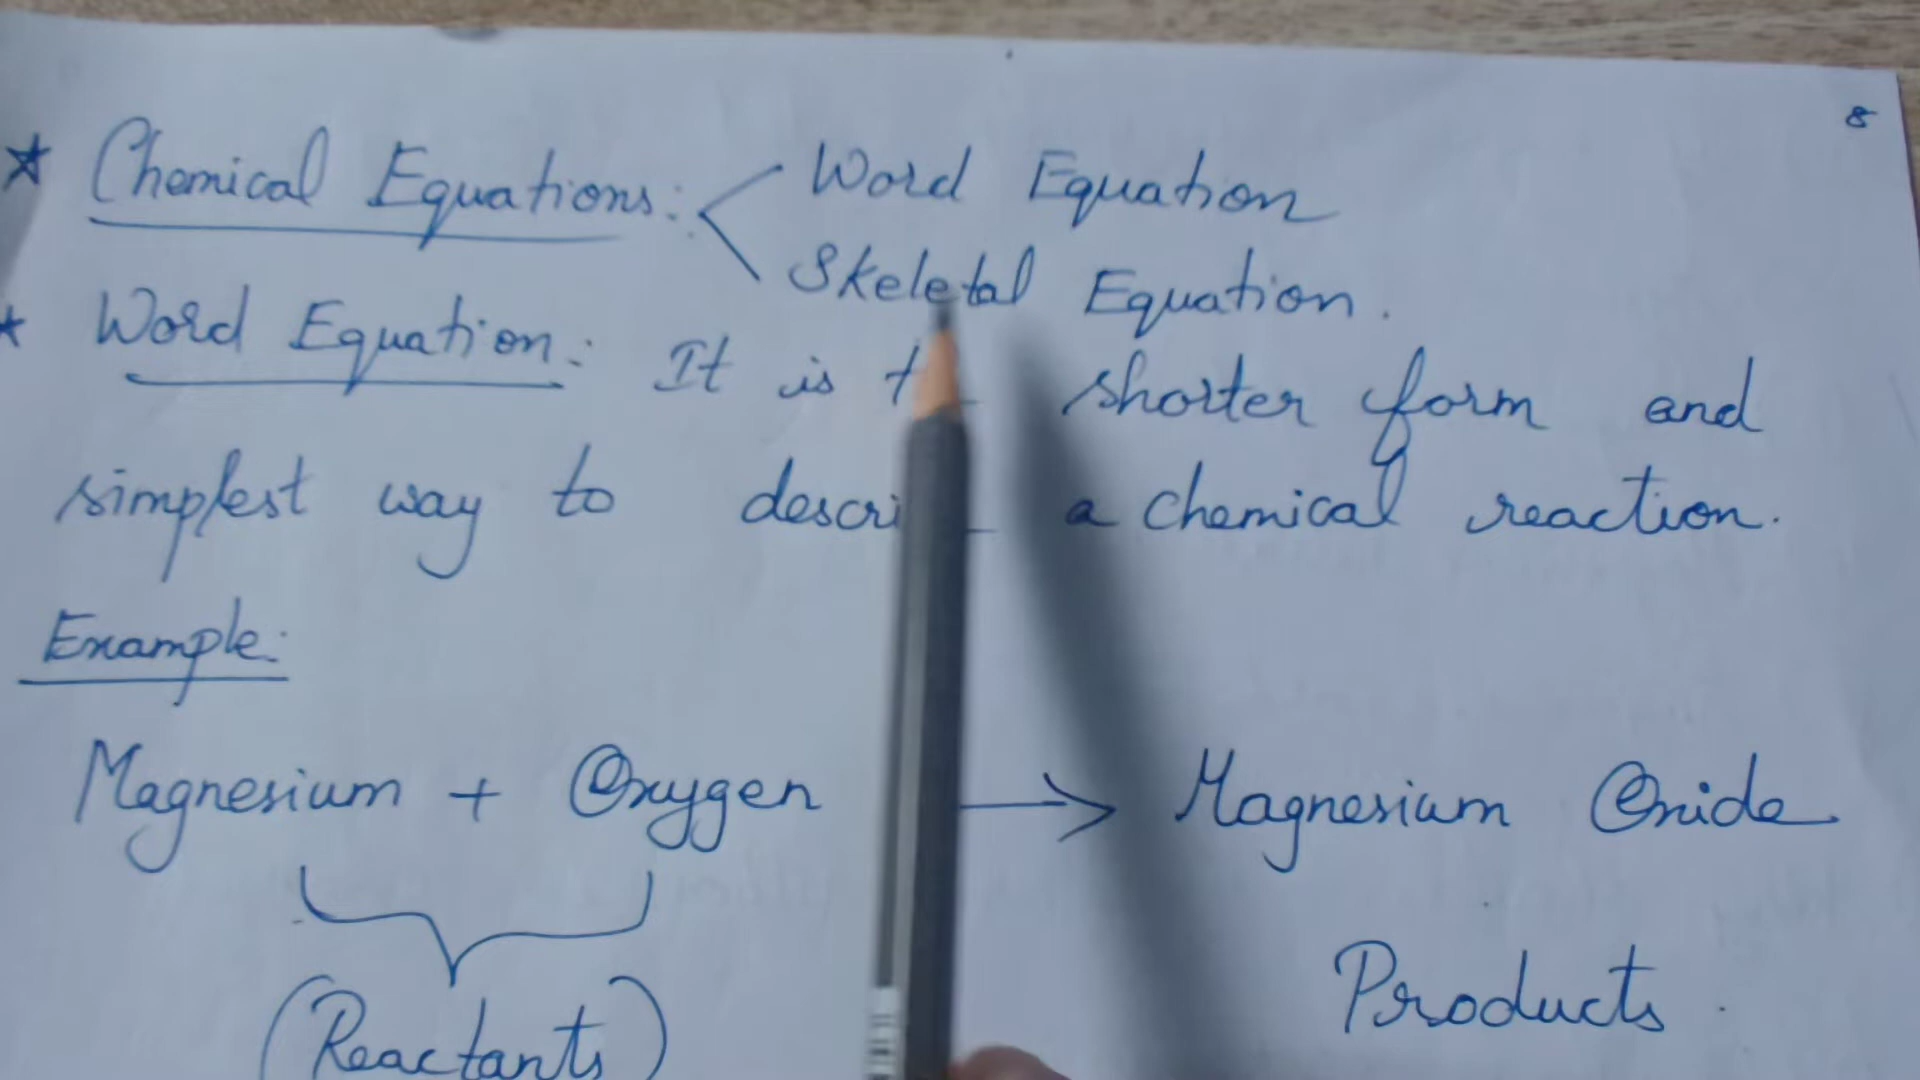 8
★ Chemical Equations: Word Equation
Skeletal Equation.
★ Word Equation: It is shorter form and
simplest way to a chemical reaction.
Example:
Magnesium + Oxygen → Magnesium Oxide
(Reactants) Products.